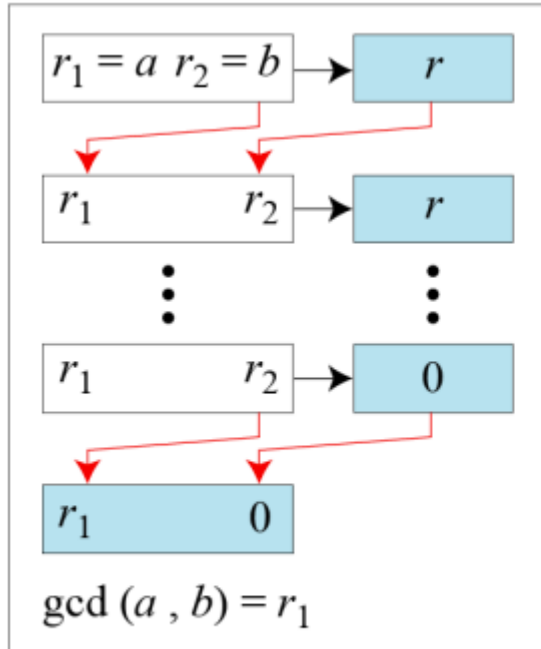 r₁ = a r₂ = b r
r₁ r₂ r
r₁ r₂ 0
r₁ 0
gcd (a , b) = r₁